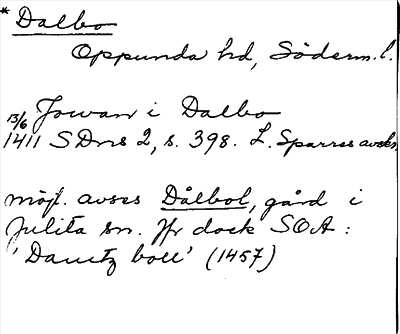 * Dalbo
Oppunda hd, Söderm. l.
13/6 Jowan i Dalbo
1411 SDns 2, s. 398. L. Sparres avskr.
möjl. avses Dålbol, gård i
Julita sn. Jfr dock SOA :
'Dauctz boll' (1457)